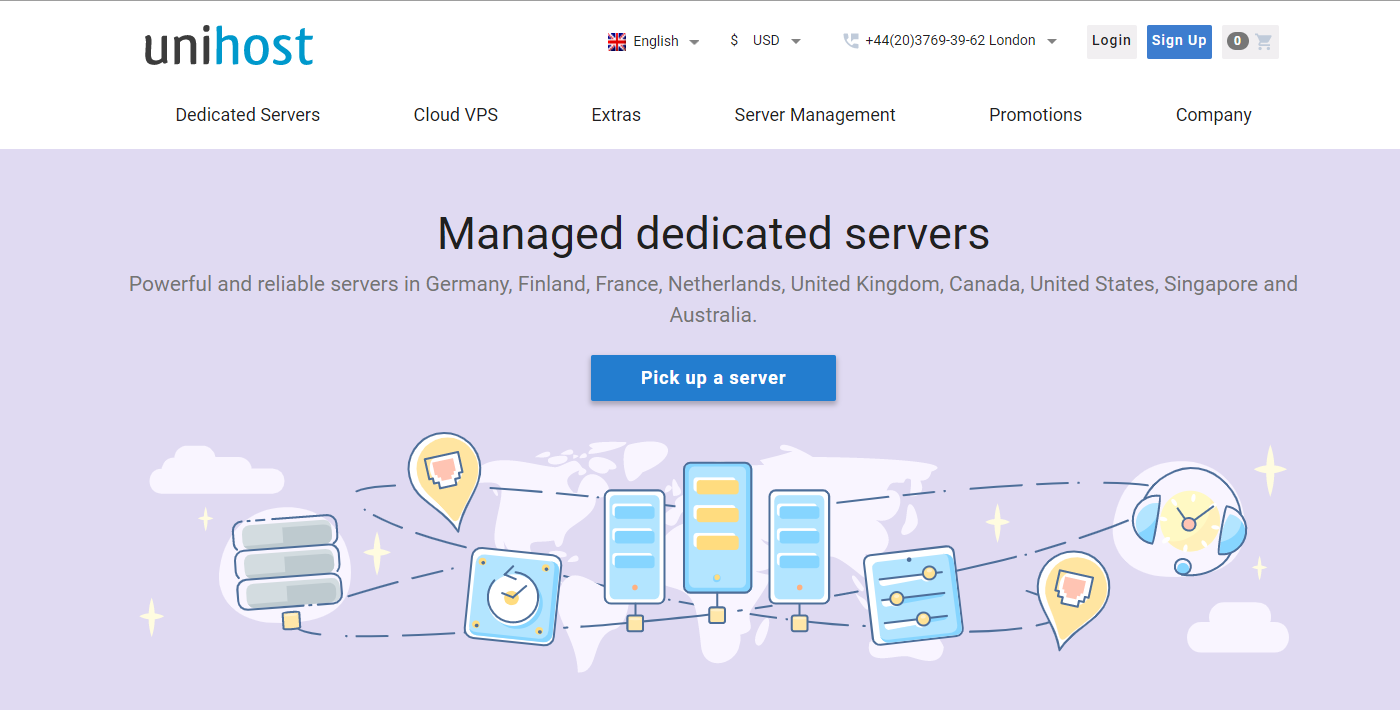 unihost
English
$ USD
+44(20)3769-39-62 London
Login
Sign Up
0
Dedicated Servers
Cloud VPS
Extras
Server Management
Promotions
Company
Managed dedicated servers
Powerful and reliable servers in Germany, Finland, France, Netherlands, United Kingdom, Canada, United States, Singapore and
Australia.
Pick up a server